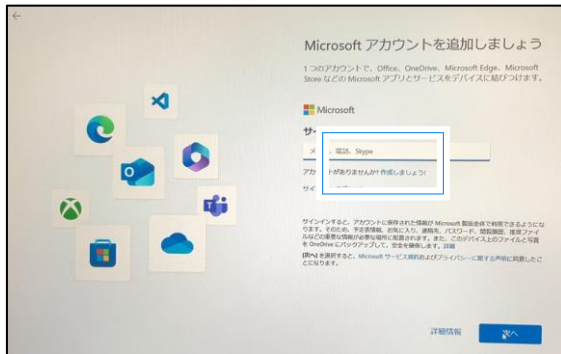 Microsoft アカウントを追加しましょう
1 つのアカウントで、Office、OneDrive、Microsoft Edge、Microsoft
Store などの Microsoft アプリとサービスをデバイスに結びつけます。
Microsoft
サ
メ 、電話、Skype
アカ トがありませんか? 作成しましょう!
サイ
サインインすると、アカウントに保存された情報が Microsoft 製品全体で利用できるようにな
ります。そのため、予定表情報、お気に入り、連絡先、パスワード、閲覧履歴、推奨ファイ
ルなどの重要な情報が必要な場所に配置されます。また、このデバイス上のファイルと写真
を OneDrive にバックアップして、安全を確保します。詳細
[次へ] を選択すると、Microsoft サービス規約およびプライバシーに関する声明に同意したこ
とになります。
詳細情報
次へ